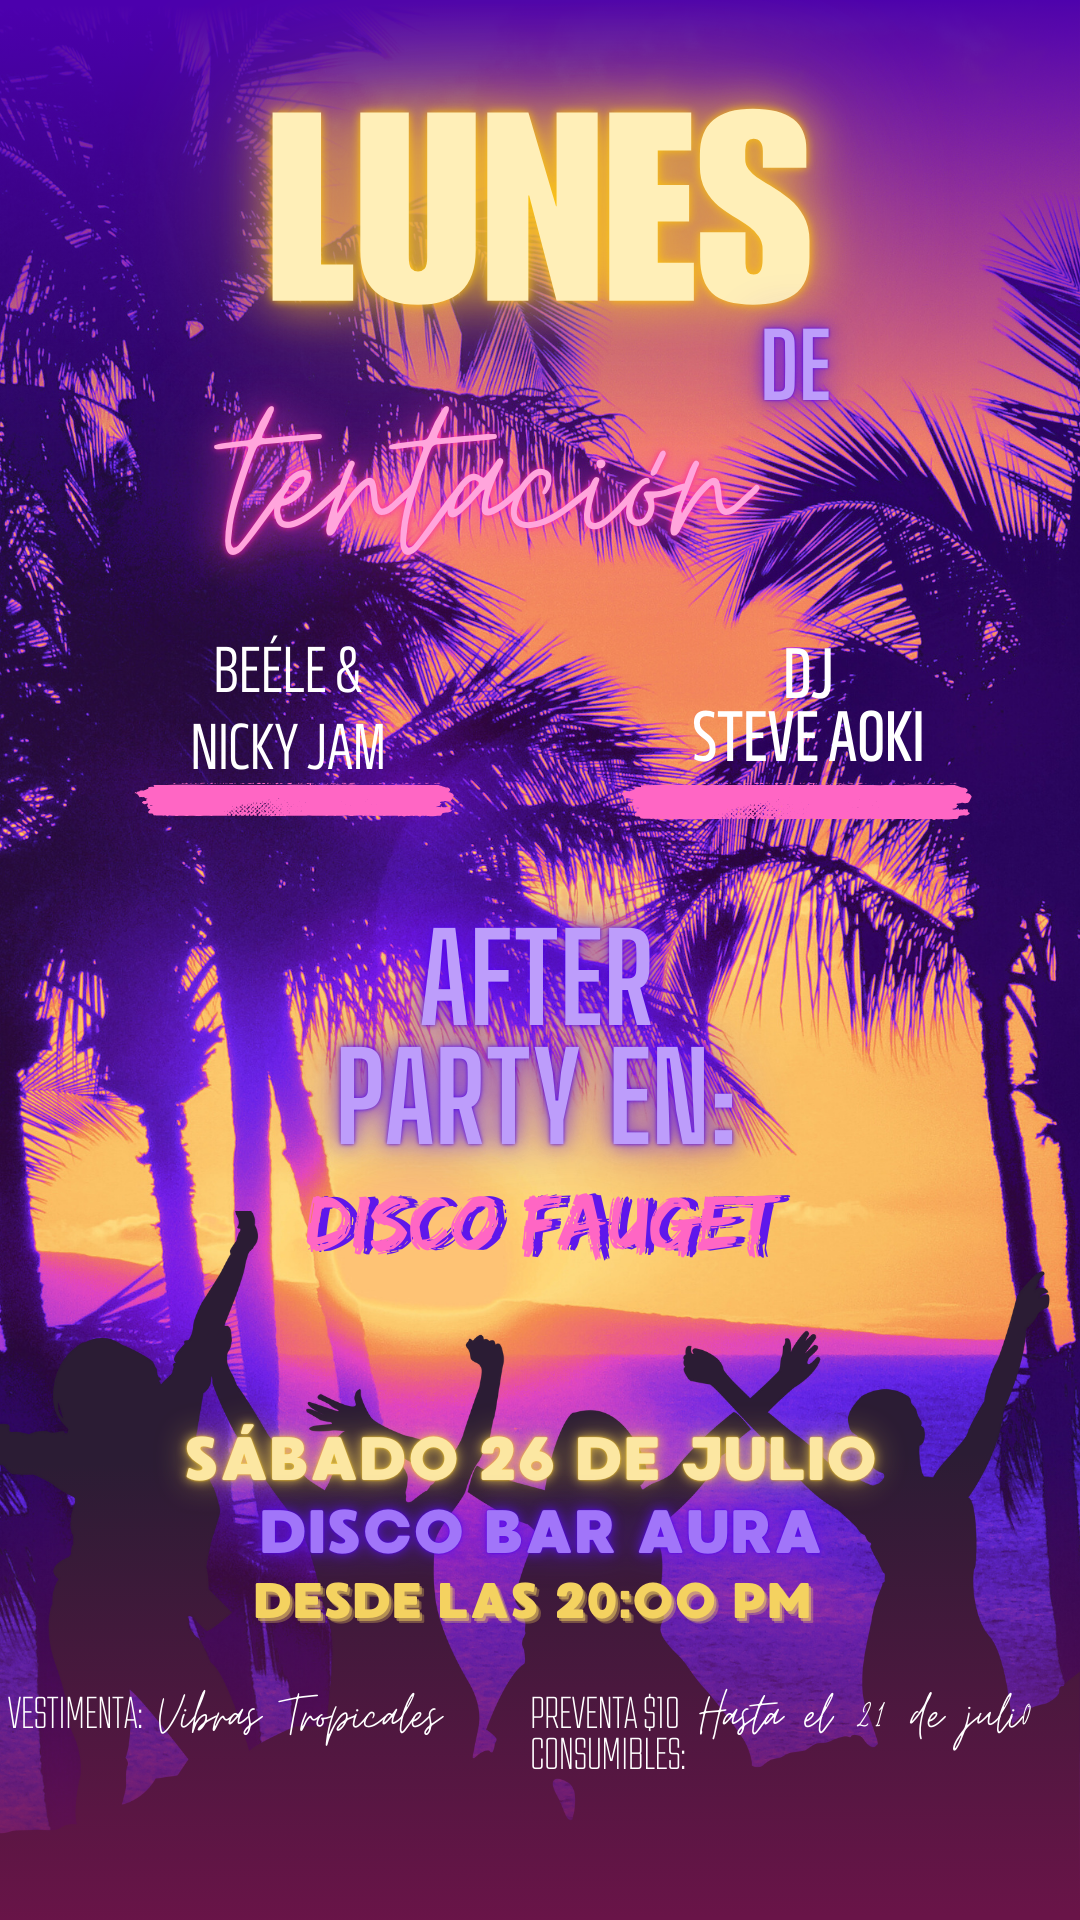 LUNES
DE
tentación
BEÉLE &
NICKY JAM
DJ
STEVE AOKI
AFTER
PARTY EN:
DISCO FAUGET
SÁBADO 26 DE JULIO
DISCO BAR AURA
DESDE LAS 20:00 PM
VESTIMENTA: Vibras Tropicales
PREVENTA $10 Hasta el 21 de julio
CONSUMIBLES: